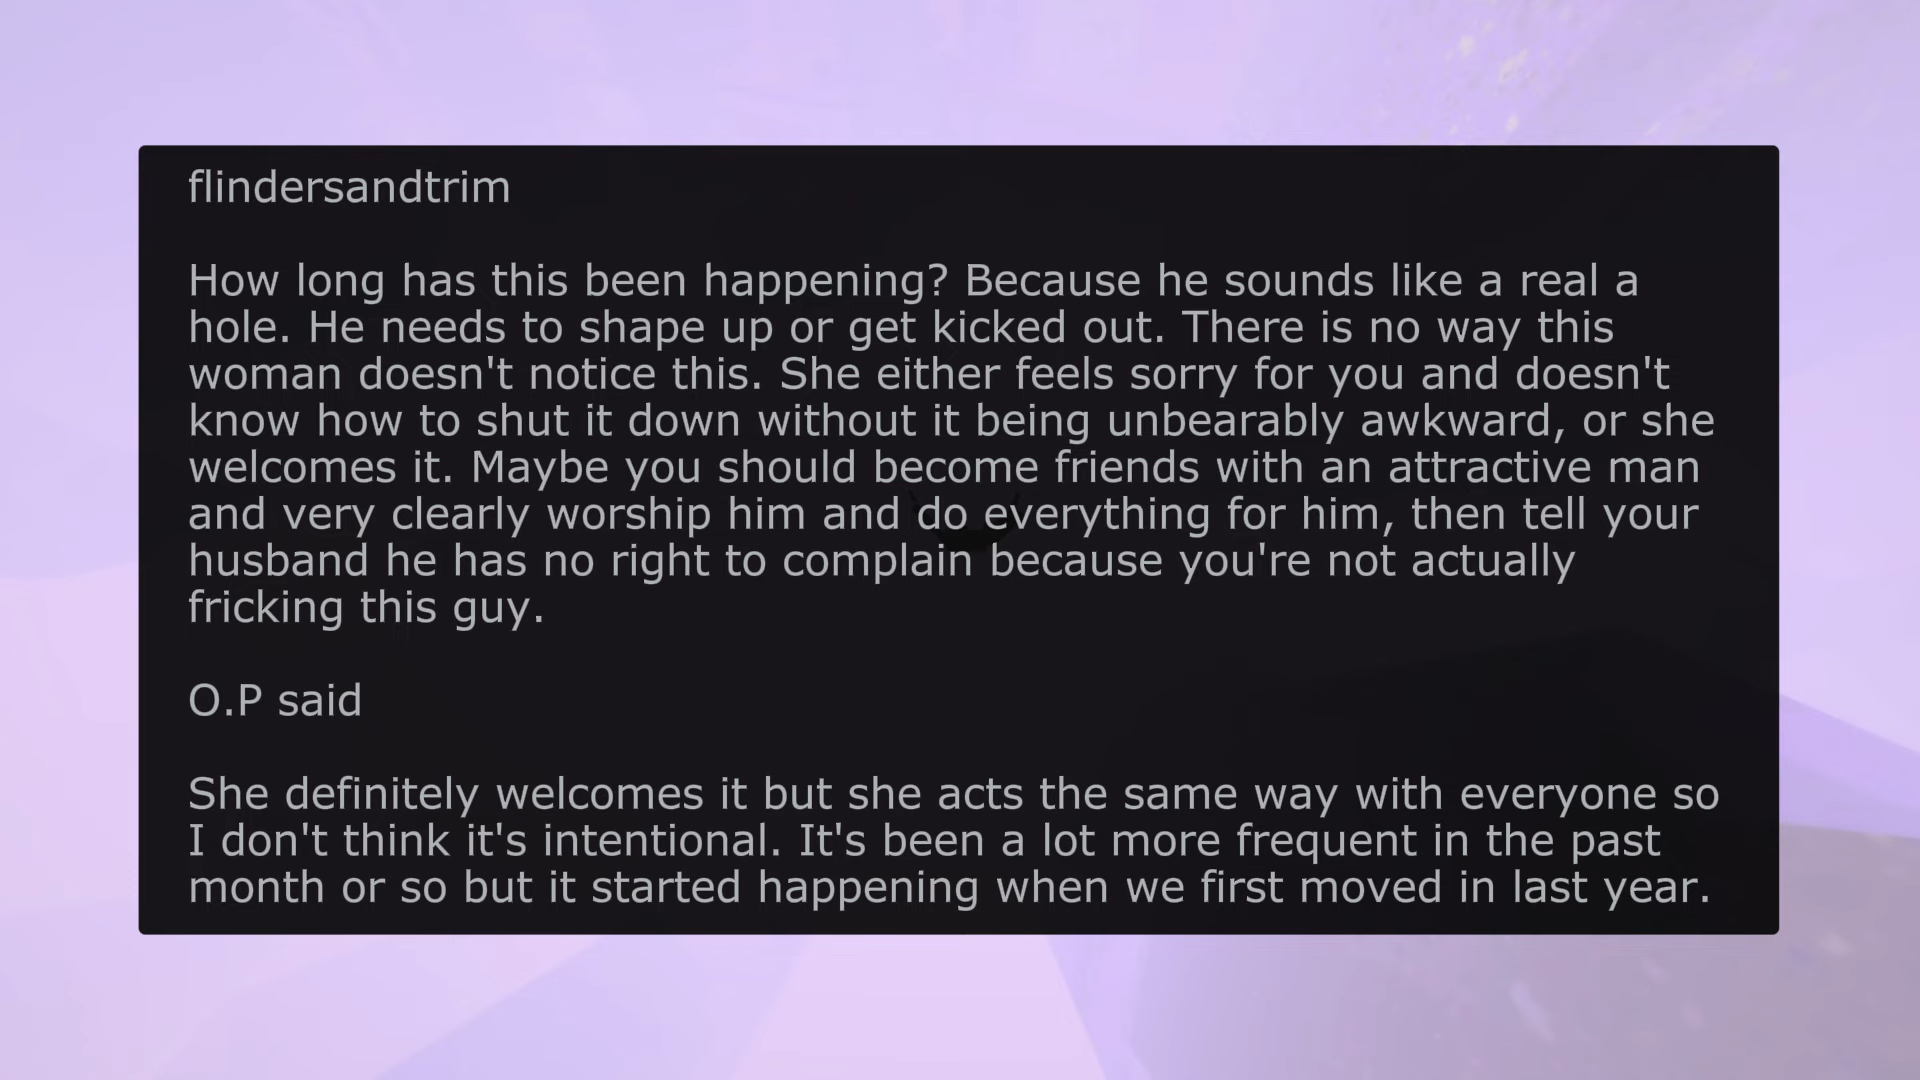 flindersandtrim
How long has this been happening? Because he sounds like a real a
hole. He needs to shape up or get kicked out. There is no way this
woman doesn't notice this. She either feels sorry for you and doesn't
know how to shut it down without it being unbearably awkward, or she
welcomes it. Maybe you should become friends with an attractive man
and very clearly worship him and do everything for him, then tell your
husband he has no right to complain because you're not actually
fricking this guy.
O.P said
She definitely welcomes it but she acts the same way with everyone so
I don't think it's intentional. It's been a lot more frequent in the past
month or so but it started happening when we first moved in last year.